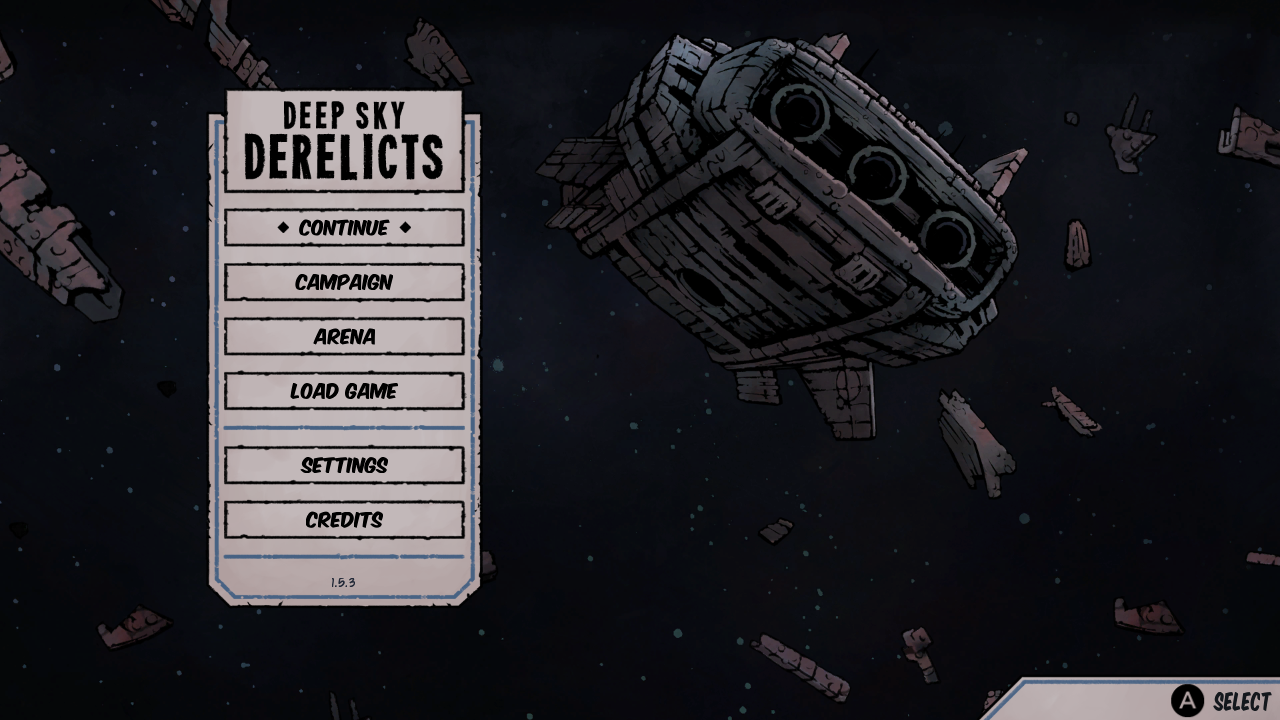 DEEP SKY
DERELICTS
CONTINUE
CAMPAIGN
ARENA
LOAD GAME
SETTINGS
CREDITS
1.5.3
A SELECT